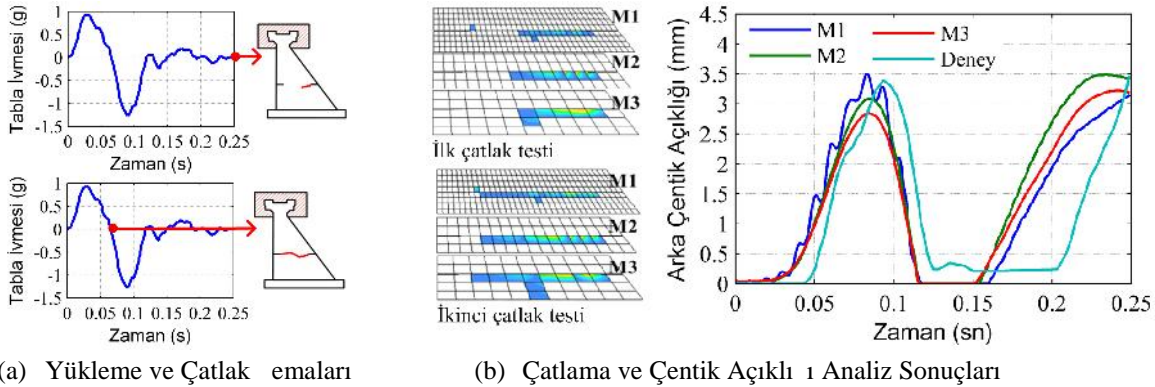 Tabla İvmesi (g)
1
0.5
0
-0.5
-1
-1.5
0 0.05 0.1 0.15 0.2 0.25
Zaman (s)
Tabla İvmesi (g)
1
0.5
0
-0.5
-1
-1.5
0 0.05 0.1 0.15 0.2 0.25
Zaman (s)
M1
M2
M3
İlk çatlak testi
M1
M2
M3
İkinci çatlak testi
Arka Çentik Açıklığı (mm)
4.5
4
3.5
3
2.5
2
1.5
1
0.5
0
M1
M2
M3
Deney
0 0.05 0.1 0.15 0.2 0.25
Zaman (sn)
(a) Yükleme ve Çatlak emaları
(b) Çatlama ve Çentik Açıklı ı Analiz Sonuçları